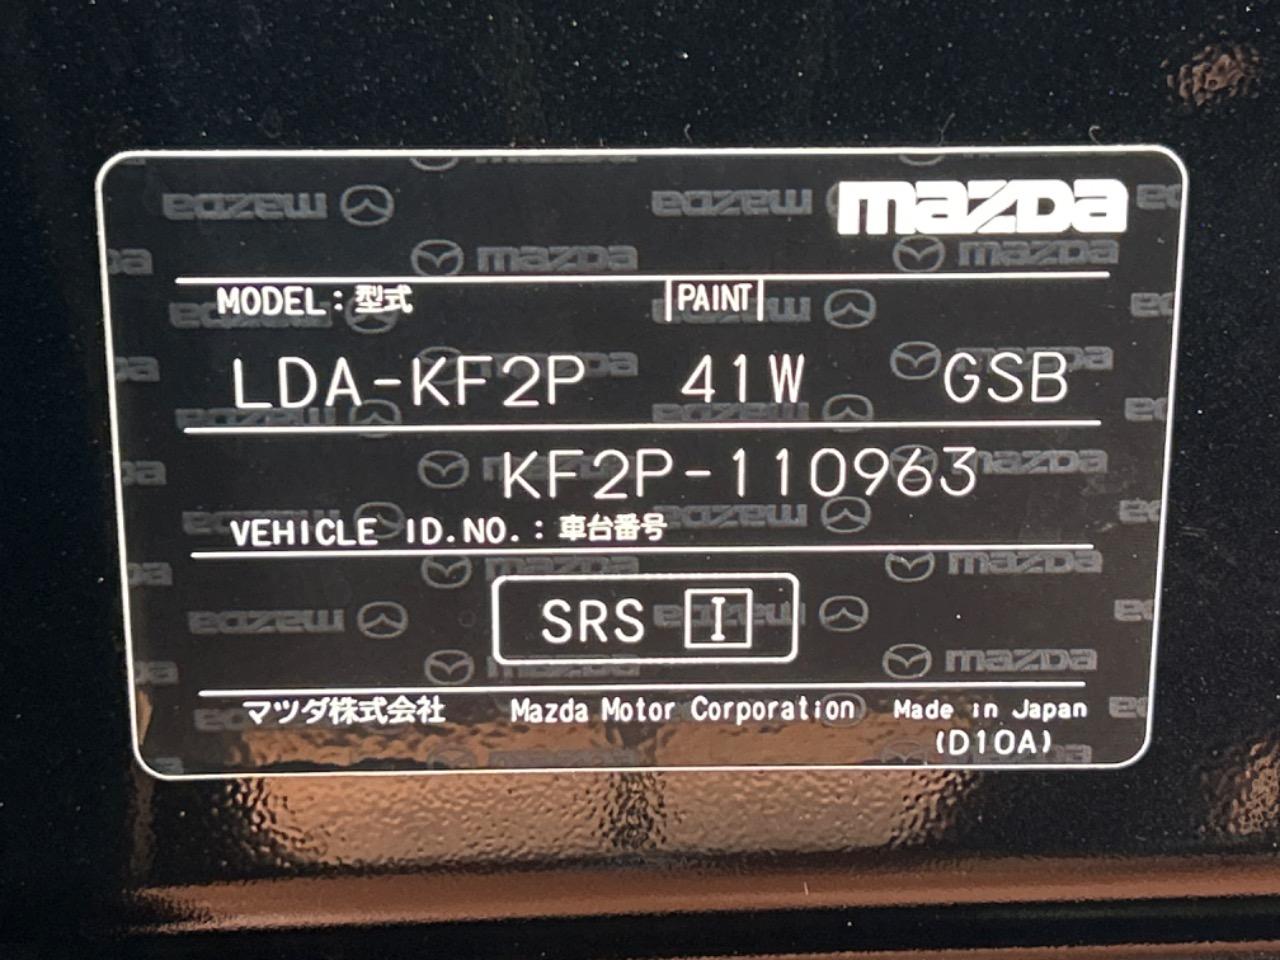 mazda
MODEL: 型式 PAINT
LDA-KF2P 41W GSB
KF2P-110963
VEHICLE ID.NO.: 車台番号
SRS I
マツダ株式会社 Mazda Motor Corporation Made in Japan
(D10A)